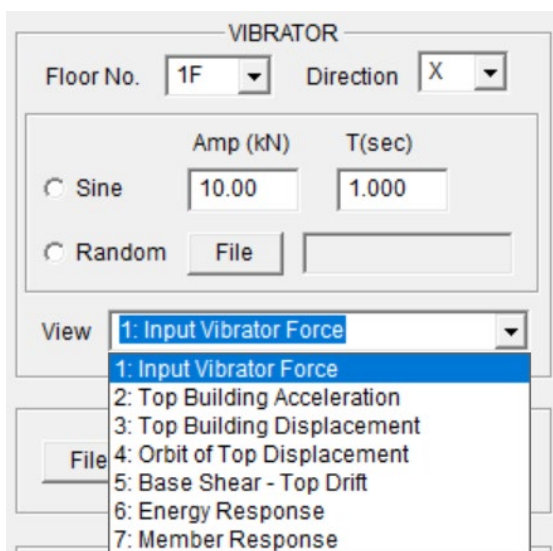 VIBRATOR
Floor No. 1F Direction X
Amp (kN) T(sec)
Sine 10.00 1.000
Random File
View 1: Input Vibrator Force
1: Input Vibrator Force
2: Top Building Acceleration
3: Top Building Displacement
File 4: Orbit of Top Displacement
5: Base Shear - Top Drift
6: Energy Response
7: Member Response